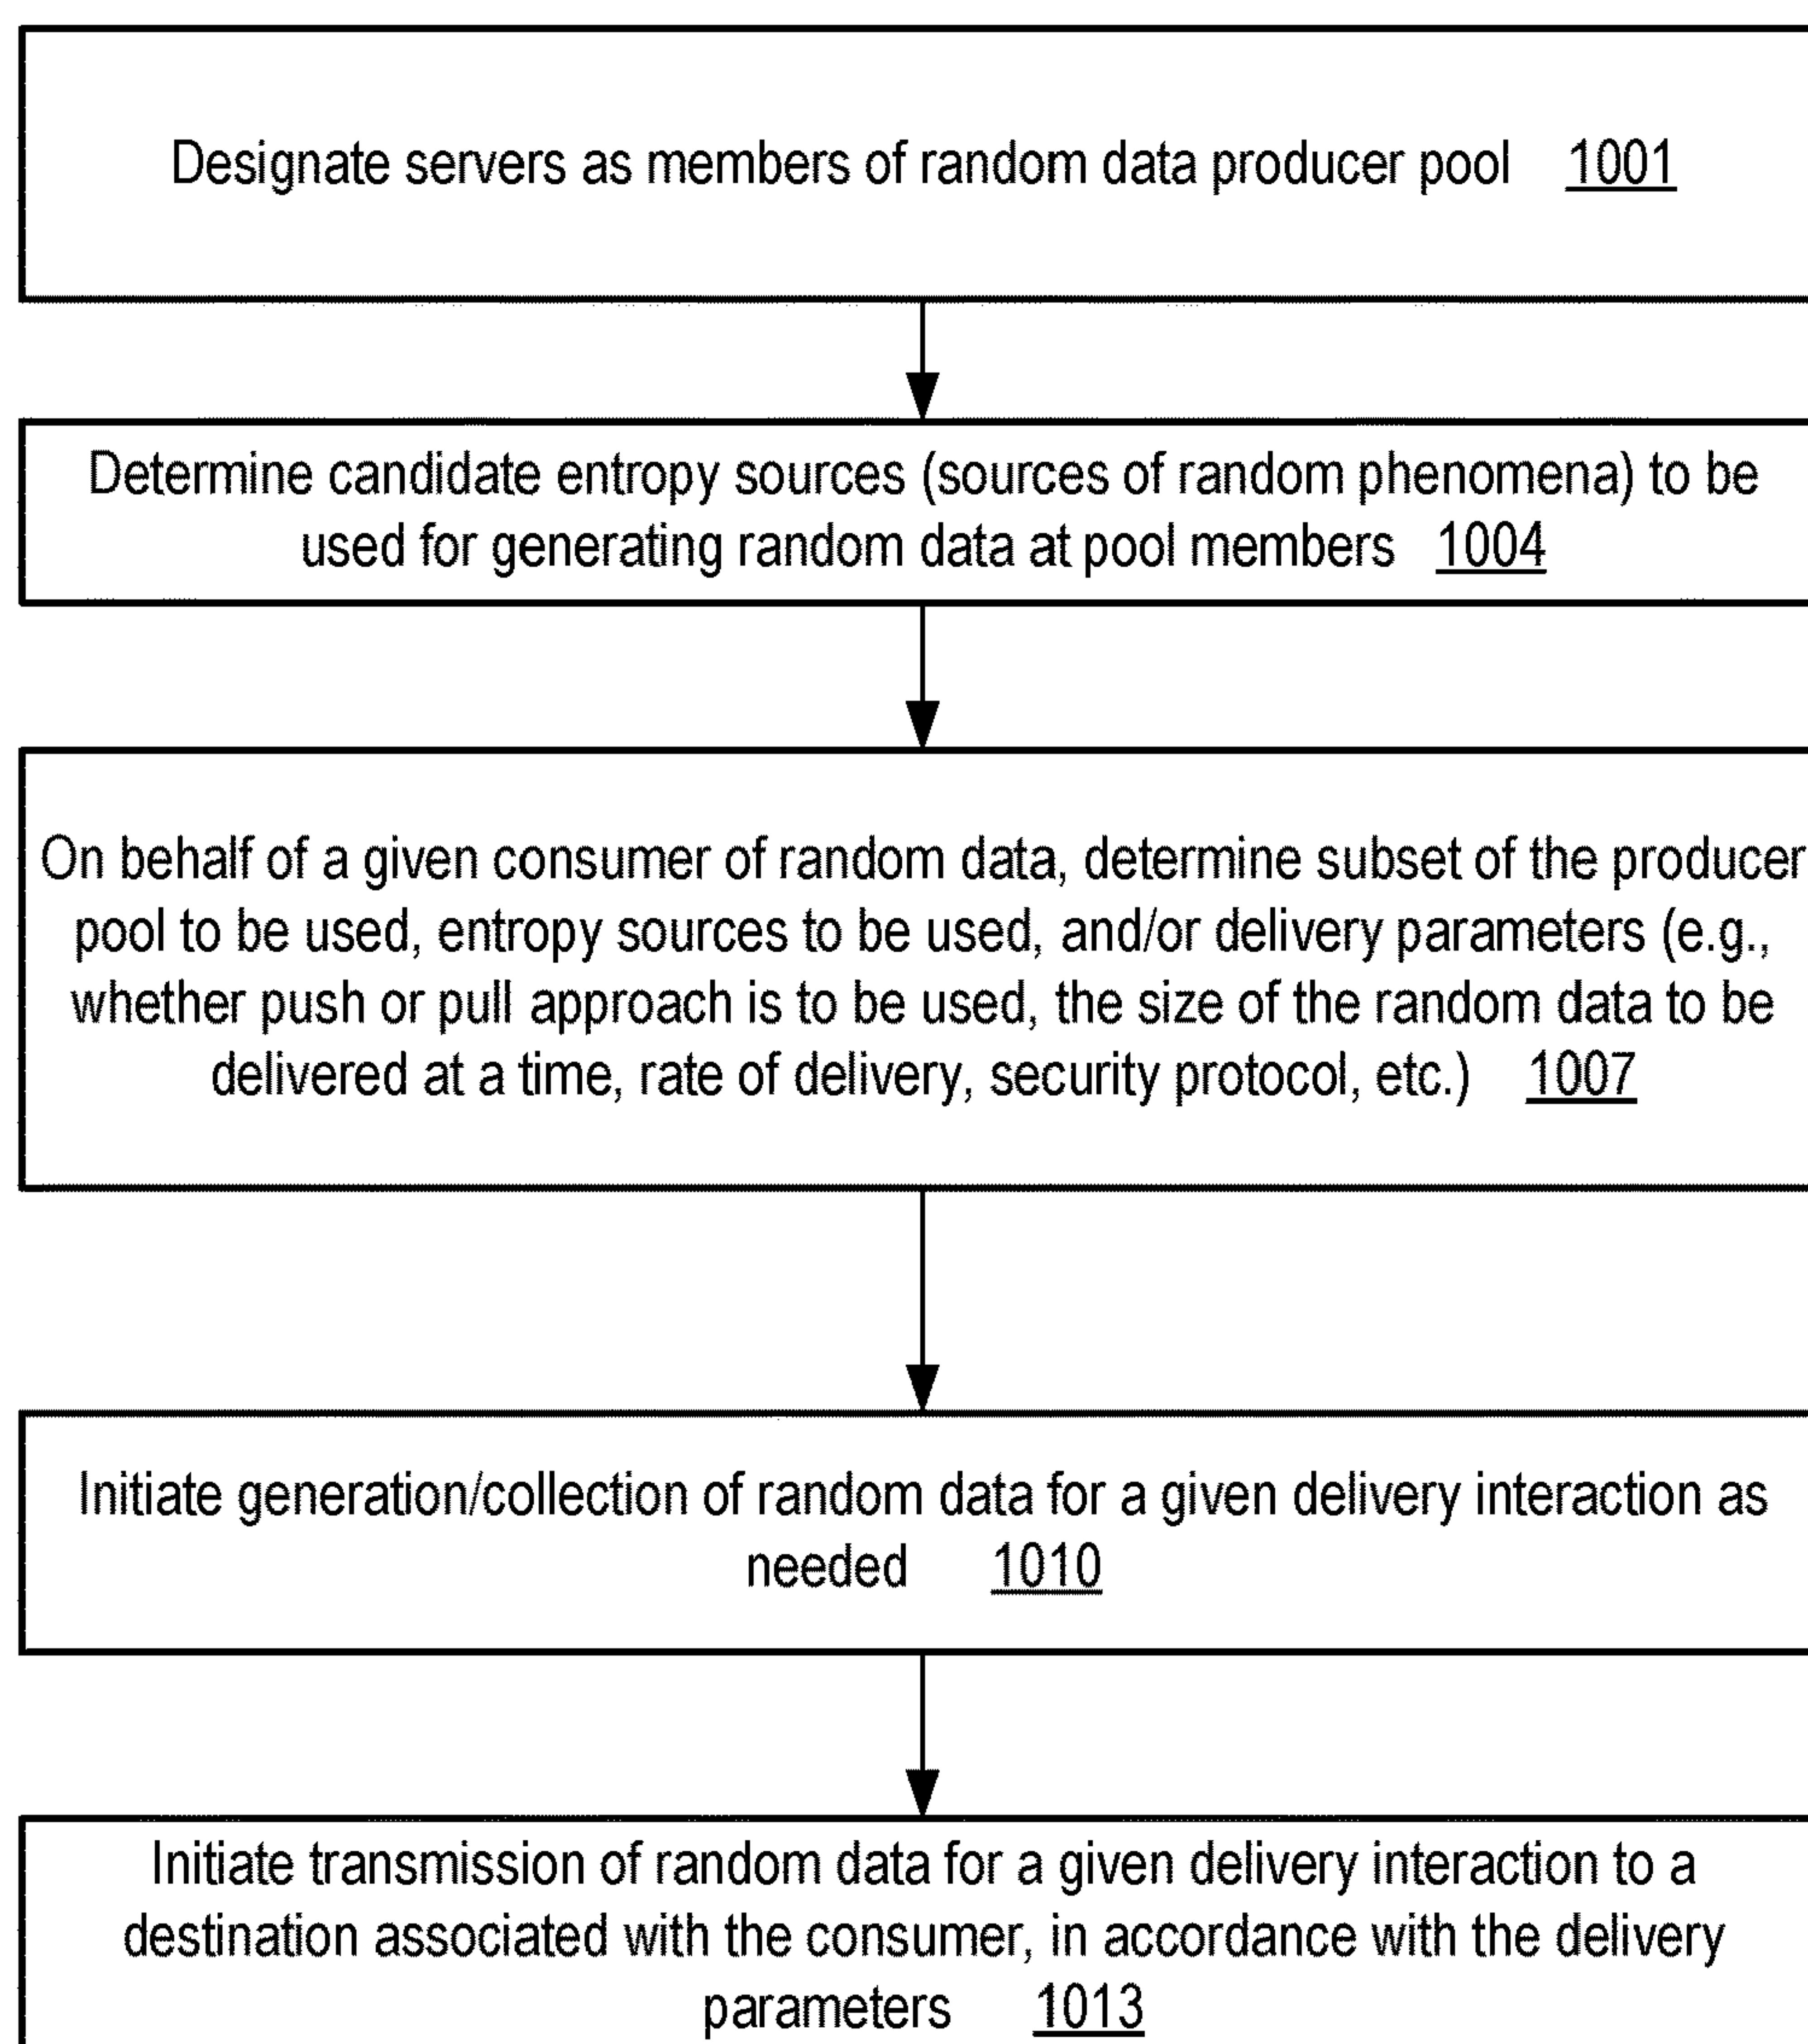 Designate servers as members of random data producer pool 1001
Determine candidate entropy sources (sources of random phenomena) to be
used for generating random data at pool members 1004
On behalf of a given consumer of random data, determine subset of the producer
pool to be used, entropy sources to be used, and/or delivery parameters (e.g.,
whether push or pull approach is to be used, the size of the random data to be
delivered at a time, rate of delivery, security protocol, etc.) 1007
Initiate generation/collection of random data for a given delivery interaction as
needed 1010
Initiate transmission of random data for a given delivery interaction to a
destination associated with the consumer, in accordance with the delivery
parameters 1013